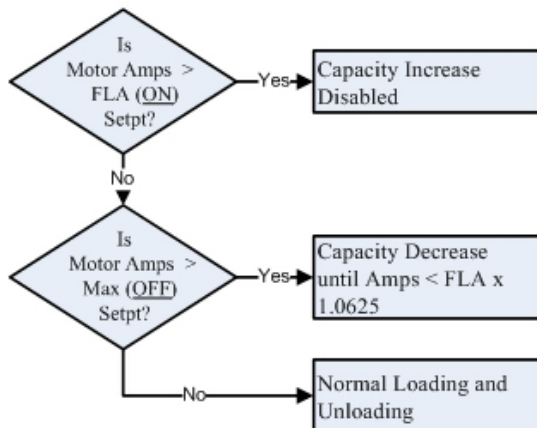 Is
Motor Amps >
FLA (ON)
Setpt?
Yes
Capacity Increase
Disabled
No
Is
Motor Amps >
Max (OFF)
Setpt?
Yes
Capacity Decrease
until Amps < FLA x
1.0625
No
Normal Loading and
Unloading